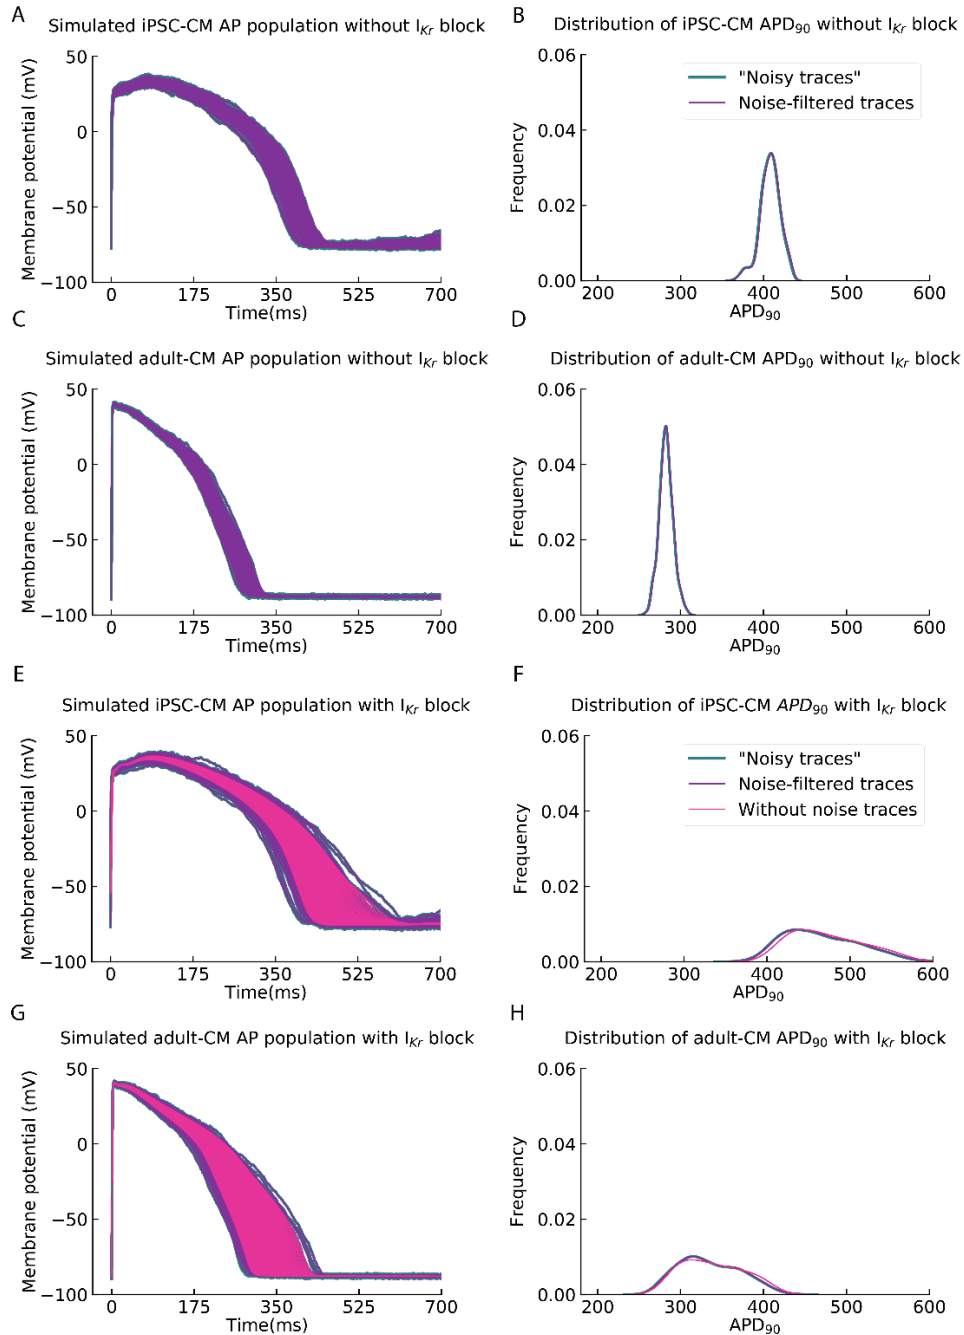 A
Simulated iPSC-CM AP population without I_Kr block
Membrane potential (mV)
50
0
−50
−100
0 175 350 525 700
Time(ms)
B
Distribution of iPSC-CM APD₉₀ without I_Kr block
Frequency
0.06
0.04
0.02
0.00
"Noisy traces"
Noise-filtered traces
200 300 400 500 600
APD₉₀
C
Simulated adult-CM AP population without I_Kr block
Membrane potential (mV)
50
0
−50
−100
0 175 350 525 700
Time(ms)
D
Distribution of adult-CM APD₉₀ without I_Kr block
Frequency
0.06
0.04
0.02
0.00
200 300 400 500 600
APD₉₀
E
Simulated iPSC-CM AP population with I_Kr block
Membrane potential (mV)
50
0
−50
−100
0 175 350 525 700
Time(ms)
F
Distribution of iPSC-CM APD₉₀ with I_Kr block
Frequency
0.06
0.04
0.02
0.00
"Noisy traces"
Noise-filtered traces
Without noise traces
200 300 400 500 600
APD₉₀
G
Simulated adult-CM AP population with I_Kr block
Membrane potential (mV)
50
0
−50
−100
0 175 350 525 700
Time(ms)
H
Distribution of adult-CM APD₉₀ with I_Kr block
Frequency
0.06
0.04
0.02
0.00
200 300 400 500 600
APD₉₀